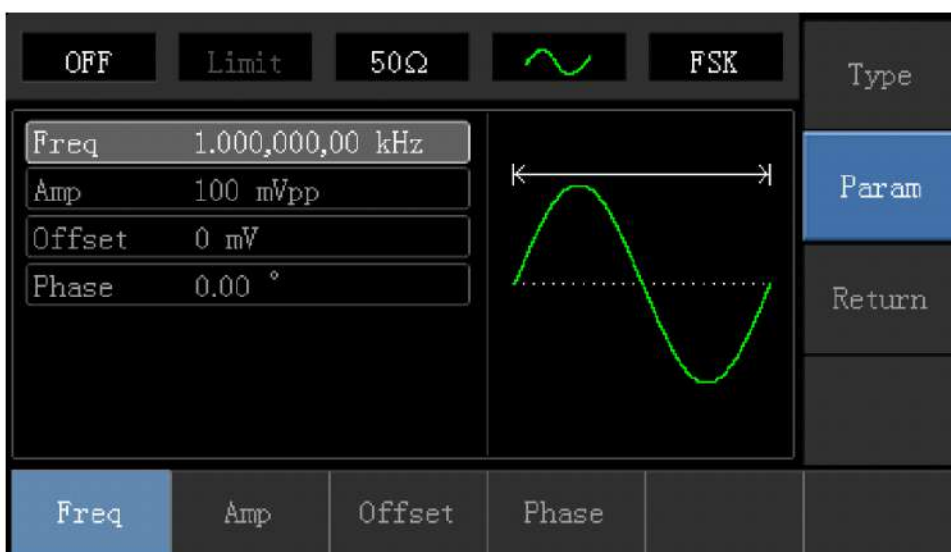 OFF Limit 50Ω FSK Type
Freq 1.000,000,00 kHz
Amp 100 mVpp
Offset 0 mV
Phase 0.00 °
Param
Return
Freq Amp Offset Phase